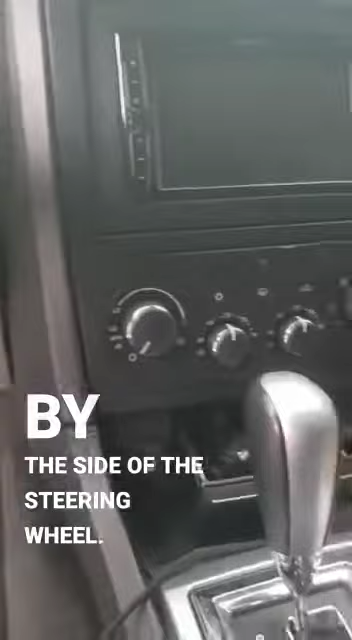 BY
THE SIDE OF THE
STEERING
WHEEL.